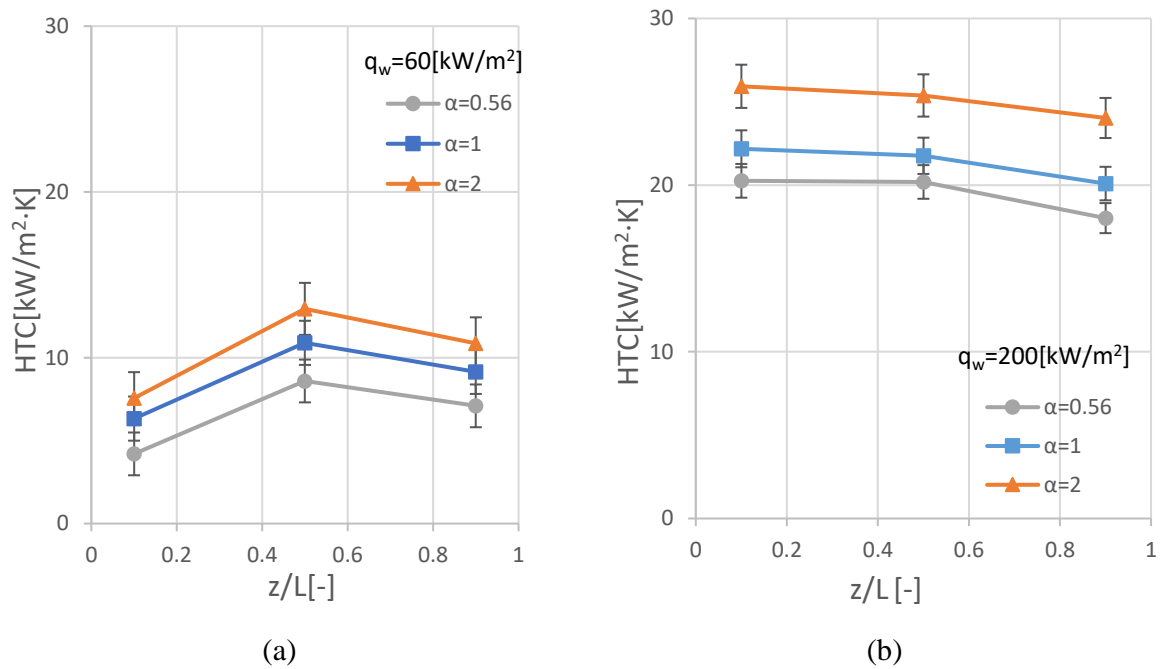 30
20
10
0
HTC[kW/m²·K]
q_w=60[kW/m²]
α=0.56
α=1
α=2
0 0.2 0.4 0.6 0.8 1
z/L[-]
(a)
30
20
10
0
HTC[kW/m²·K]
q_w=200[kW/m²]
α=0.56
α=1
α=2
0 0.2 0.4 0.6 0.8 1
z/L [-]
(b)